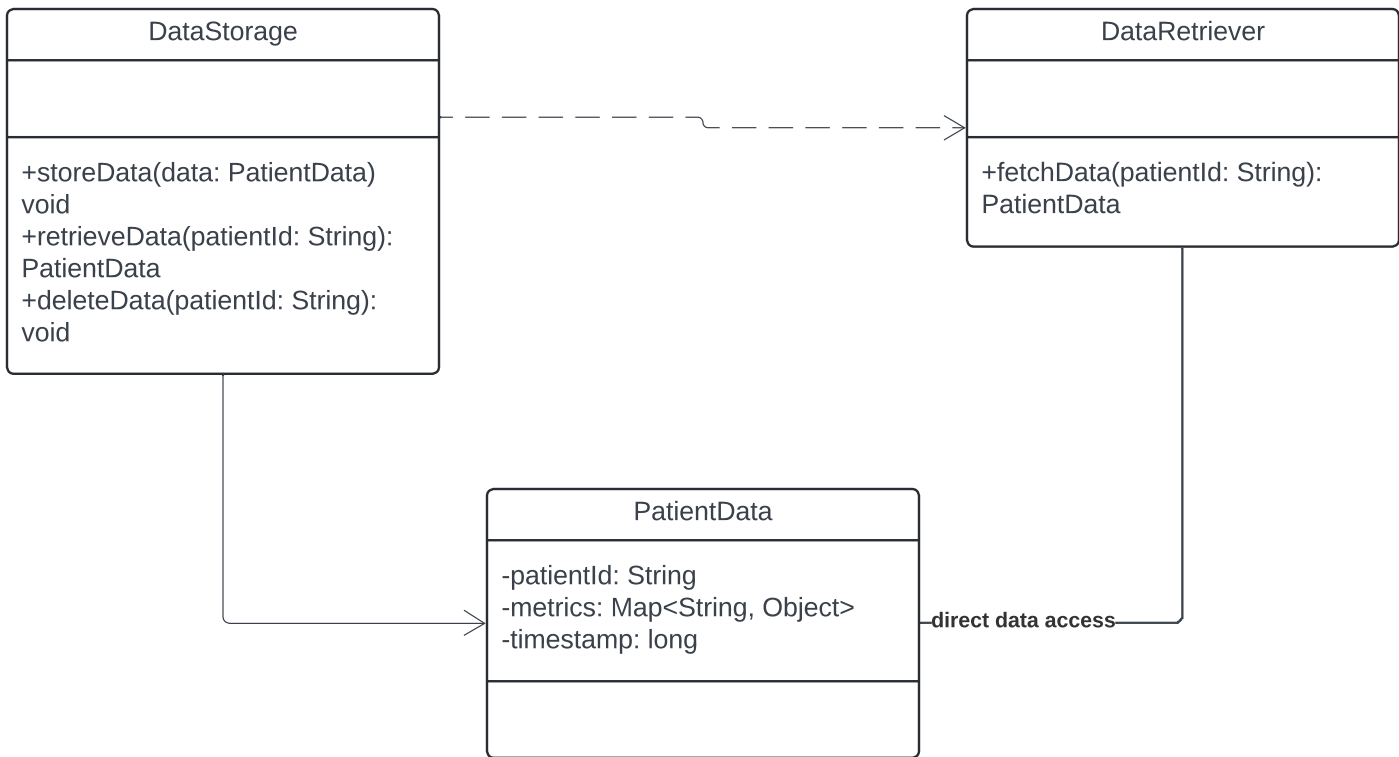 DataStorage
+storeData(data: PatientData)
void
+retrieveData(patientId: String):
PatientData
+deleteData(patientId: String):
void
DataRetriever
+fetchData(patientId: String):
PatientData
PatientData
-patientId: String
-metrics: Map<String, Object>
-timestamp: long
direct data access